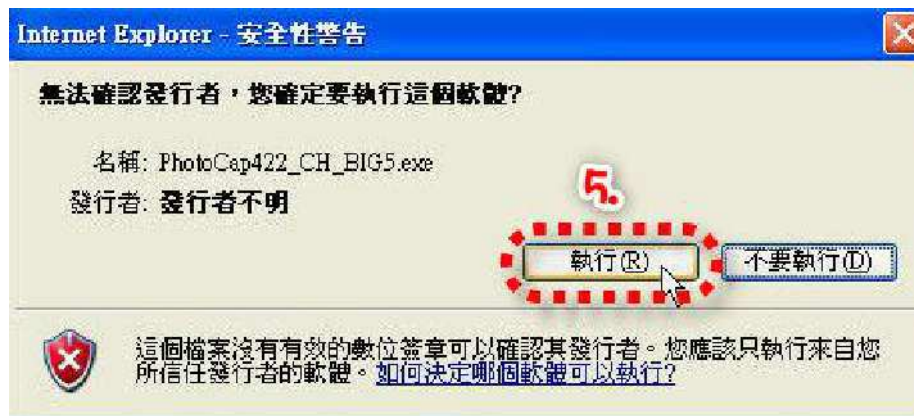 Internet Explorer - 安全性警告
無法確認發行者，您確定要執行這個軟體?
名稱: PhotoCap422_CH_BIG5.exe
發行者: 發行者不明
5.
執行(R)
不要執行(D)
這個檔案沒有有效的數位簽章可以確認其發行者。您應該只執行來自您
所信任發行者的軟體。如何決定哪個軟體可以執行?